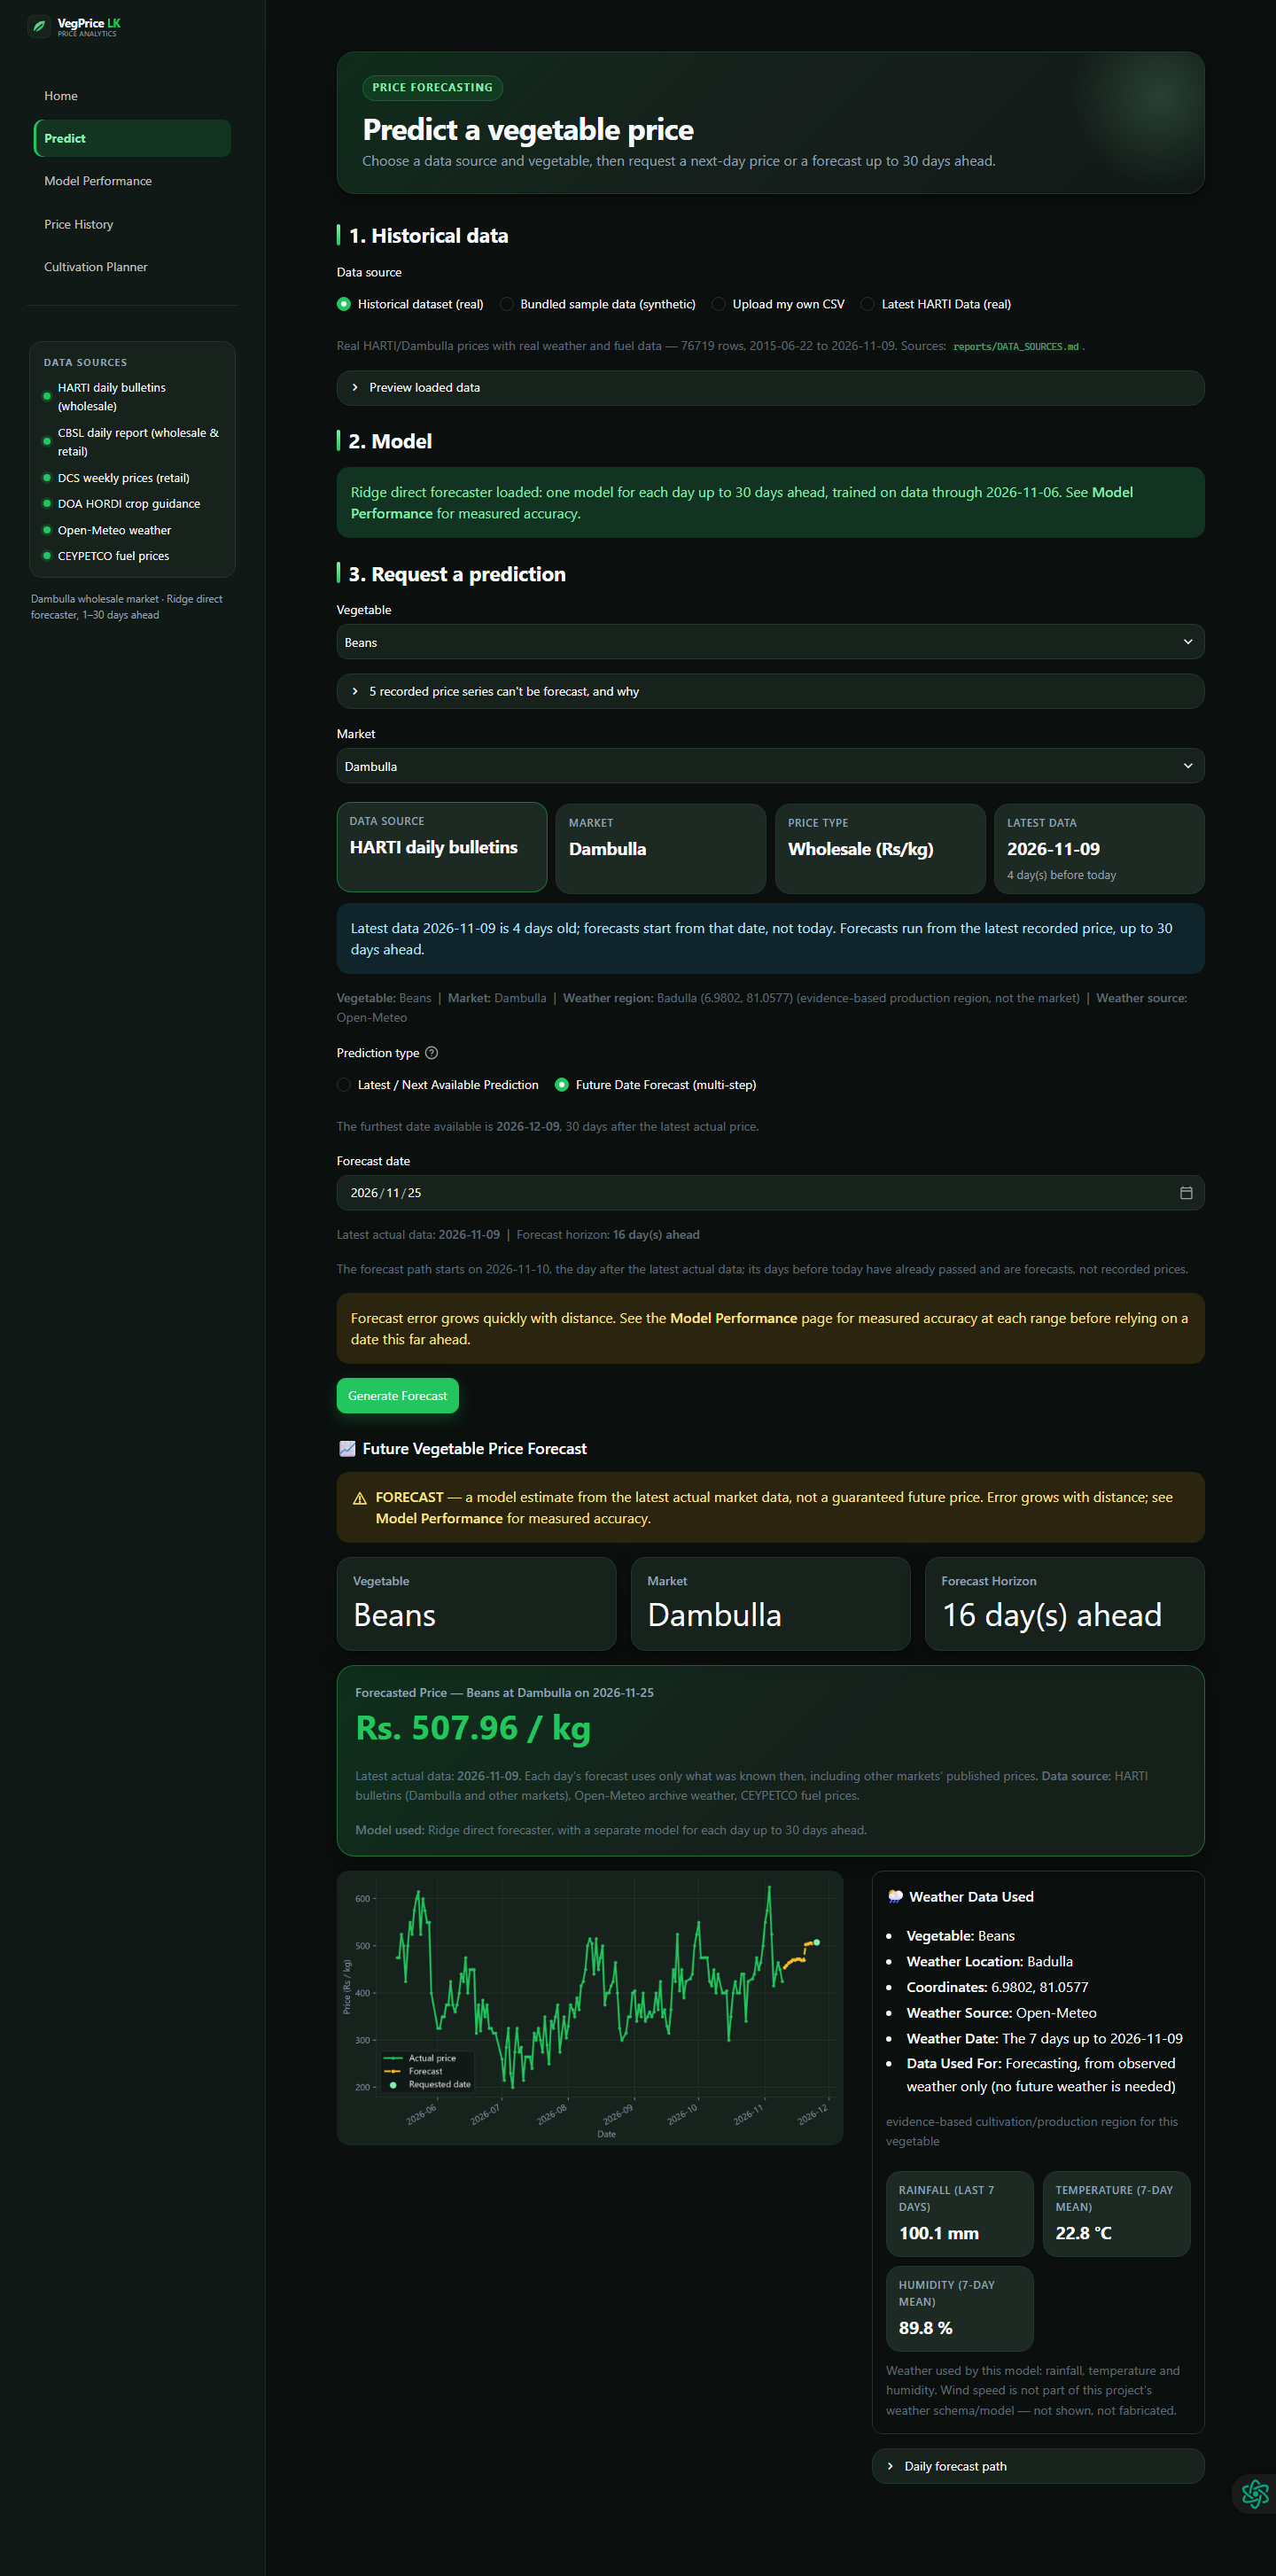 VegPrice LK
PRICE ANALYTICS
Home
Predict
Model Performance
Price History
Cultivation Planner
DATA SOURCES
HARTI daily bulletins
(wholesale)
CBSL daily report (wholesale &
retail)
DCS weekly prices (retail)
DOA HORDI crop guidance
Open-Meteo weather
CEYPETCO fuel prices
Dambulla wholesale market · Ridge direct
forecaster, 1–30 days ahead
PRICE FORECASTING
Predict a vegetable price
Choose a data source and vegetable, then request a next-day price or a forecast up to 30 days ahead.
1. Historical data
Data source
Historical dataset (real) Bundled sample data (synthetic) Upload my own CSV Latest HARTI Data (real)
Real HARTI/Dambulla prices with real weather and fuel data — 76719 rows, 2015-06-22 to 2026-11-09. Sources: reports/DATA_SOURCES.md.
Preview loaded data
2. Model
Ridge direct forecaster loaded: one model for each day up to 30 days ahead, trained on data through 2026-11-06. See Model
Performance for measured accuracy.
3. Request a prediction
Vegetable
Beans
5 recorded price series can't be forecast, and why
Market
Dambulla
DATA SOURCE
HARTI daily bulletins
MARKET
Dambulla
PRICE TYPE
Wholesale (Rs/kg)
LATEST DATA
2026-11-09
4 day(s) before today
Latest data 2026-11-09 is 4 days old; forecasts start from that date, not today. Forecasts run from the latest recorded price, up to 30
days ahead.
Vegetable: Beans | Market: Dambulla | Weather region: Badulla (6.9802, 81.0577) (evidence-based production region, not the market) | Weather source:
Open-Meteo
Prediction type ?
Latest / Next Available Prediction Future Date Forecast (multi-step)
The furthest date available is 2026-12-09, 30 days after the latest actual price.
Forecast date
2026/11/25
Latest actual data: 2026-11-09 | Forecast horizon: 16 day(s) ahead
The forecast path starts on 2026-11-10, the day after the latest actual data; its days before today have already passed and are forecasts, not recorded prices.
Forecast error grows quickly with distance. See the Model Performance page for measured accuracy at each range before relying on a
date this far ahead.
Generate Forecast
Future Vegetable Price Forecast
FORECAST — a model estimate from the latest actual market data, not a guaranteed future price. Error grows with distance; see
Model Performance for measured accuracy.
Vegetable
Beans
Market
Dambulla
Forecast Horizon
16 day(s) ahead
Forecasted Price — Beans at Dambulla on 2026-11-25
Rs. 507.96 / kg
Latest actual data: 2026-11-09. Each day's forecast uses only what was known then, including other markets' published prices. Data source: HARTI
bulletins (Dambulla and other markets), Open-Meteo archive weather, CEYPETCO fuel prices.
Model used: Ridge direct forecaster, with a separate model for each day up to 30 days ahead.
600
500
400
300
200
Price (Rs / kg)
Actual price
Forecast
Requested date
2026-06
2026-07
2026-08
2026-09
2026-10
2026-11
2026-12
Date
Weather Data Used
Vegetable: Beans
Weather Location: Badulla
Coordinates: 6.9802, 81.0577
Weather Source: Open-Meteo
Weather Date: The 7 days up to 2026-11-09
Data Used For: Forecasting, from observed
weather only (no future weather is needed)
evidence-based cultivation/production region for this
vegetable
RAINFALL (LAST 7
DAYS)
100.1 mm
TEMPERATURE (7-DAY
MEAN)
22.8 °C
HUMIDITY (7-DAY
MEAN)
89.8 %
Weather used by this model: rainfall, temperature and
humidity. Wind speed is not part of this project's
weather schema/model — not shown, not fabricated.
Daily forecast path